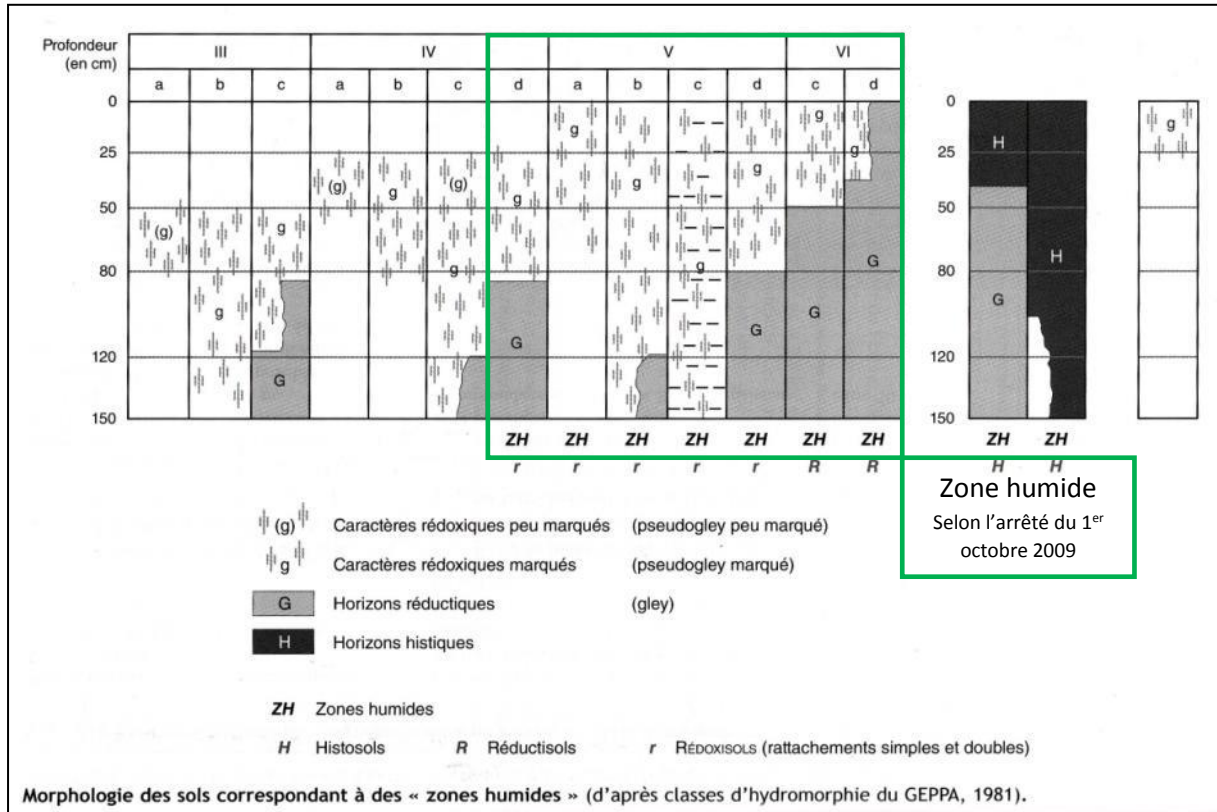 Profondeur
(en cm)
III IV V VI
a b c a b c d a b c d c d
0 0
25 25
50 50
80 80
120 120
150 150
(g) g g G (g) g (g) g g G g g g g G g G g G H G H g
ZH ZH ZH ZH ZH ZH ZH ZH ZH
r r r r r R R H H
Zone humide
Selon l’arrêté du 1er
octobre 2009
(g) Caractères rédoxiques peu marqués (pseudogley peu marqué)
g Caractères rédoxiques marqués (pseudogley marqué)
G Horizons réductiques (gley)
H Horizons histiques
ZH Zones humides
H Histosols R Réductisols r RÉDOXISOLS (rattachements simples et doubles)
Morphologie des sols correspondant à des « zones humides » (d’après classes d’hydromorphie du GEPPA, 1981).